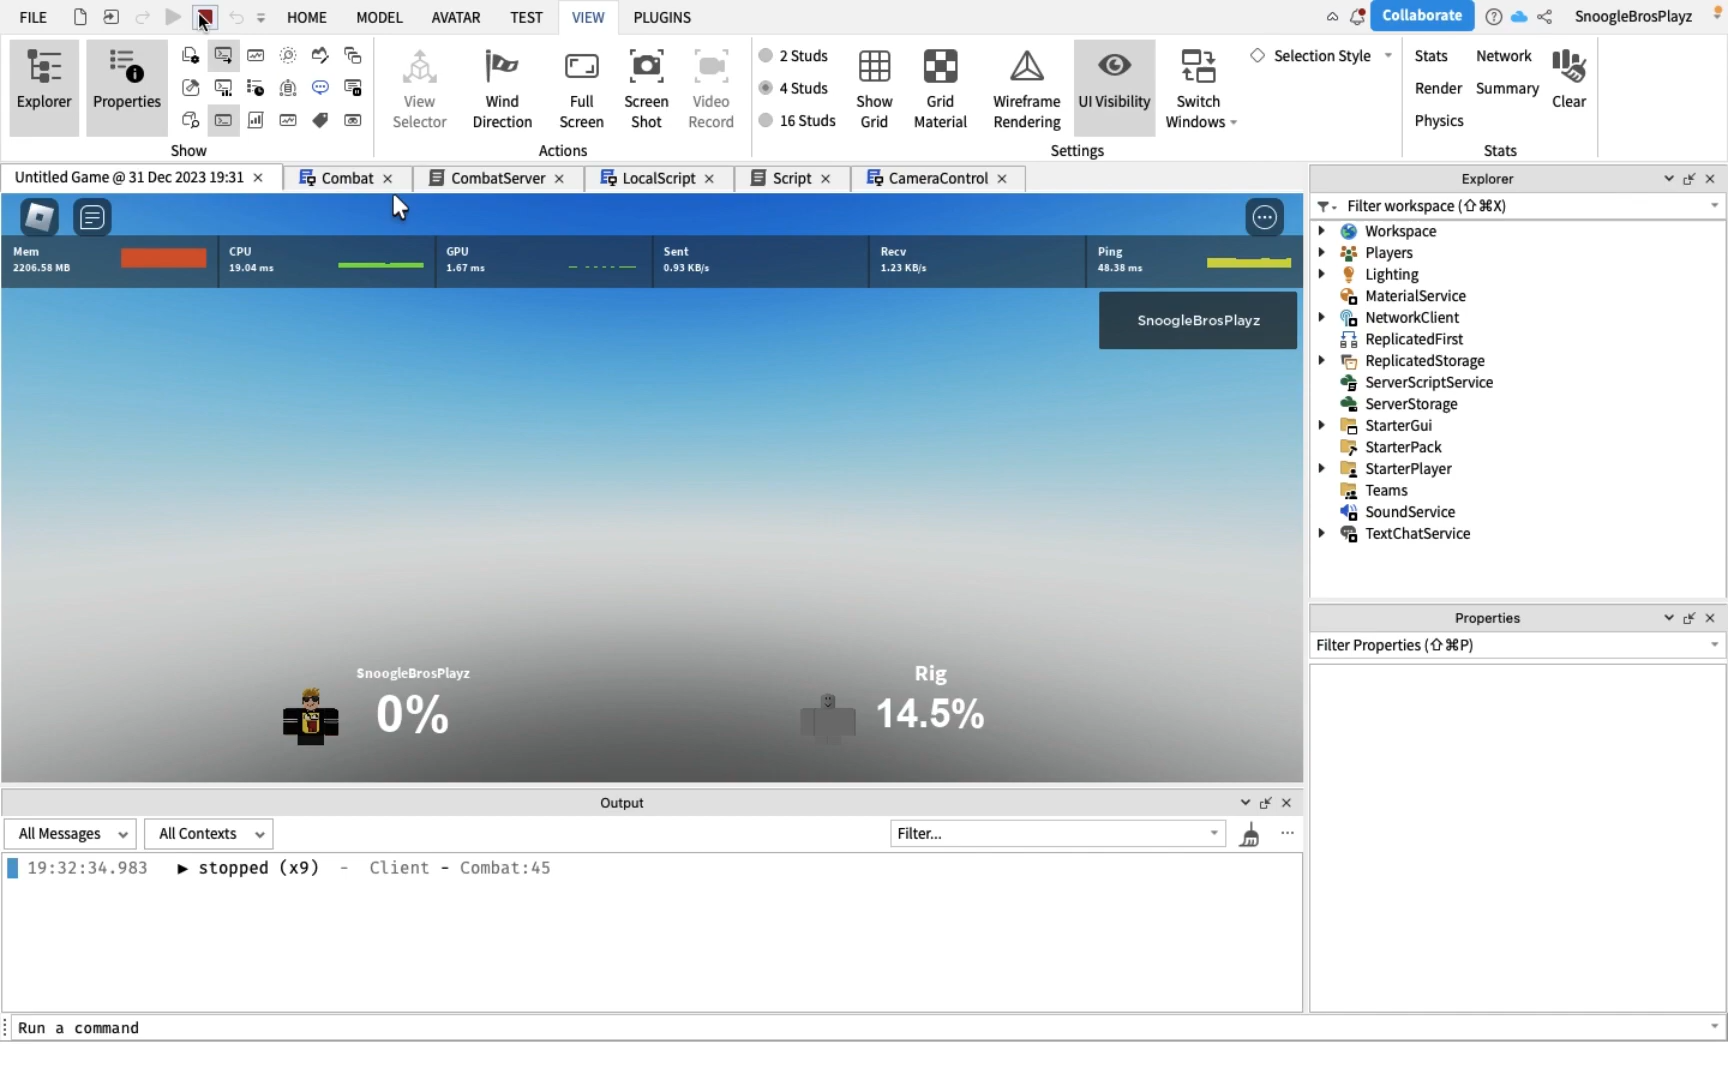 FILE HOME MODEL AVATAR TEST VIEW PLUGINS Collaborate SnoogleBrosPlayz
Explorer
Properties
Show
View Selector
Wind Direction
Full Screen
Screen Shot
Video Record
Actions
2 Studs
4 Studs
16 Studs
Show Grid
Grid Material
Wireframe Rendering
UI Visibility
Switch Windows
Selection Style
Settings
Stats Network
Render Summary
Physics
Clear
Stats
Untitled Game @ 31 Dec 2023 19:31 Combat CombatServer LocalScript Script CameraControl
Mem
2206.58 MB
CPU
19.04 ms
GPU
1.67 ms
Sent
0.93 KB/s
Recv
1.23 KB/s
Ping
48.38 ms
SnoogleBrosPlayz
SnoogleBrosPlayz
0%
Rig
14.5%
Explorer
Filter workspace (⇧⌘X)
Workspace
Players
Lighting
MaterialService
NetworkClient
ReplicatedFirst
ReplicatedStorage
ServerScriptService
ServerStorage
StarterGui
StarterPack
StarterPlayer
Teams
SoundService
TextChatService
Properties
Filter Properties (⇧⌘P)
Output
All Messages All Contexts Filter...
19:32:34.983 ▶ stopped (x9) - Client - Combat:45
Run a command